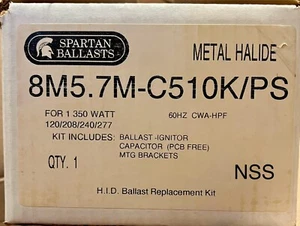 SPARTAN
BALLASTS
METAL HALIDE
8M5.7M-C510K/PS
FOR 1 350 WATT
60HZ CWA-HPF
120/208/240/277
KIT INCLUDES: BALLAST -IGNITOR
CAPACITOR (PCB FREE)
MTG BRACKETS
QTY. 1
NSS
H.I.D. Ballast Replacement Kit